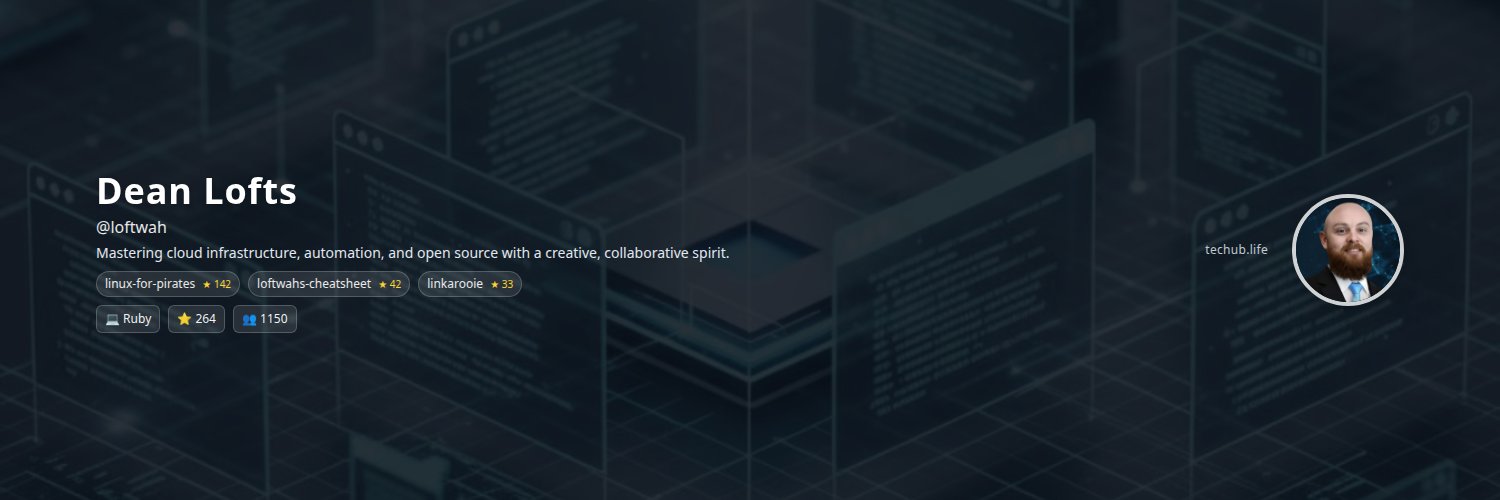 Dean Lofts
@loftwah
Mastering cloud infrastructure, automation, and open source with a creative, collaborative spirit.
linux-for-pirates ★ 142 loftwahs-cheatsheet ★ 42 linkarooie ★ 33
💻 Ruby ⭐ 264 👥 1150
techub.life